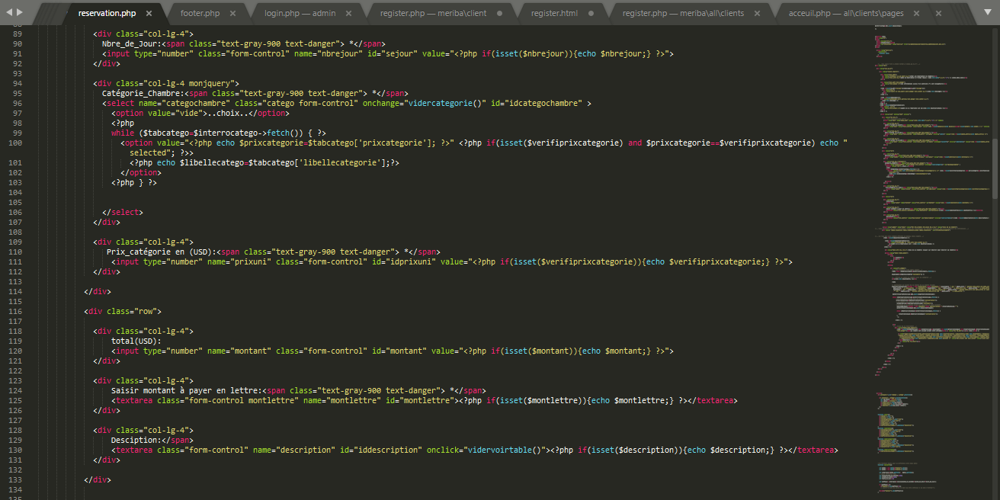 reservation.php × footer.php × login.php — admin × register.php — meriba\client ● register.html ● register.php — meriba\all\clients × acceuil.php — all\clients\pages × ×
88
89 <div class="col-lg-4">
90 Nbre_de_Jour:<span class="text-gray-900 text-danger"> *</span>
91 <input type="number" class="form-control" name="nbrejour" id="sejour" value="<?php if(isset($nbrejour)){echo $nbrejour;} ?>">
92 </div>
93
94 <div class="col-lg-4 monjquery">
95 Catégorie_Chambre:<span class="text-gray-900 text-danger"> *</span>
96 <select name="categochambre" class="catego form-control" onchange="vidercategorie()" id="idcategochambre" >
97 <option value="vide">..choix..</option>
98 <?php
99 while ($tabcatego=$interrocatego->fetch()) { ?>
100 <option value="<?php echo $prixcategorie=$tabcatego['prixcategorie']; ?>" <?php if(isset($verifiprixcategorie) and $prixcategorie==$verifiprixcategorie) echo "
selected"; ?>>
101 <?php echo $libellecatego=$tabcatego['libellecategorie'];?>
102 </option>
103 <?php } ?>
104
105
106 </select>
107 </div>
108
109 <div class="col-lg-4">
110 Prix_catégorie en (USD):<span class="text-gray-900 text-danger"> *</span>
111 <input type="number" name="prixuni" class="form-control" id="idprixuni" value="<?php if(isset($verifiprixcategorie)){echo $verifiprixcategorie;} ?>">
112 </div>
113
114 </div>
115
116 <div class="row">
117
118 <div class="col-lg-4">
119 total(USD):
120 <input type="number" name="montant" class="form-control" id="montant" value="<?php if(isset($montant)){echo $montant;} ?>">
121 </div>
122
123 <div class="col-lg-4">
124 Saisir montant à payer en lettre:<span class="text-gray-900 text-danger"> *</span>
125 <textarea class="form-control montlettre" name="montlettre" id="montlettre"><?php if(isset($montlettre)){echo $montlettre;} ?></textarea>
126 </div>
127
128 <div class="col-lg-4">
129 Desciption:</span>
130 <textarea class="form-control" name="description" id="iddescription" onclick="vidervoirtable()"><?php if(isset($description)){echo $description;} ?></textarea>
131 </div>
132
133 </div>
134
135